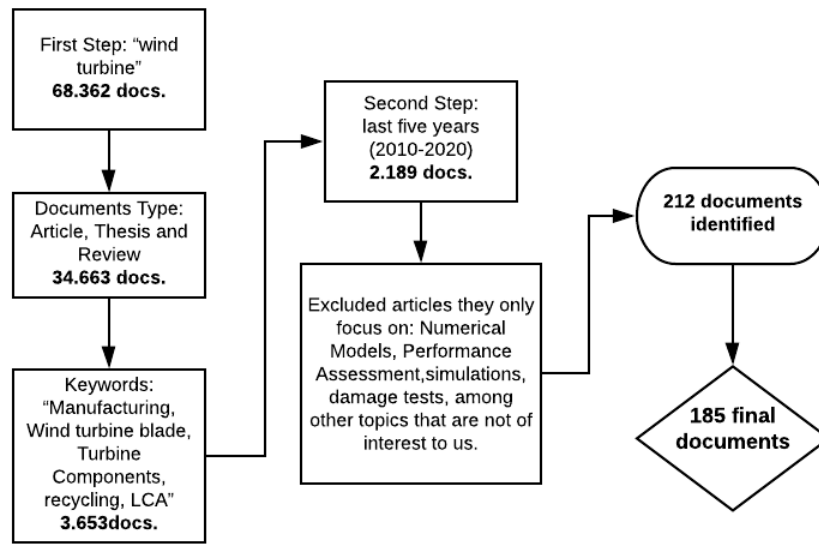 First Step: “wind
turbine”
68.362 docs.
Documents Type:
Article, Thesis and
Review
34.663 docs.
Keywords:
“Manufacturing,
Wind turbine blade,
Turbine
Components,
recycling, LCA”
3.653docs.
Second Step:
last five years
(2010-2020)
2.189 docs.
Excluded articles they only
focus on: Numerical
Models, Performance
Assessment,simulations,
damage tests, among
other topics that are not of
interest to us.
212 documents
identified
185 final
documents